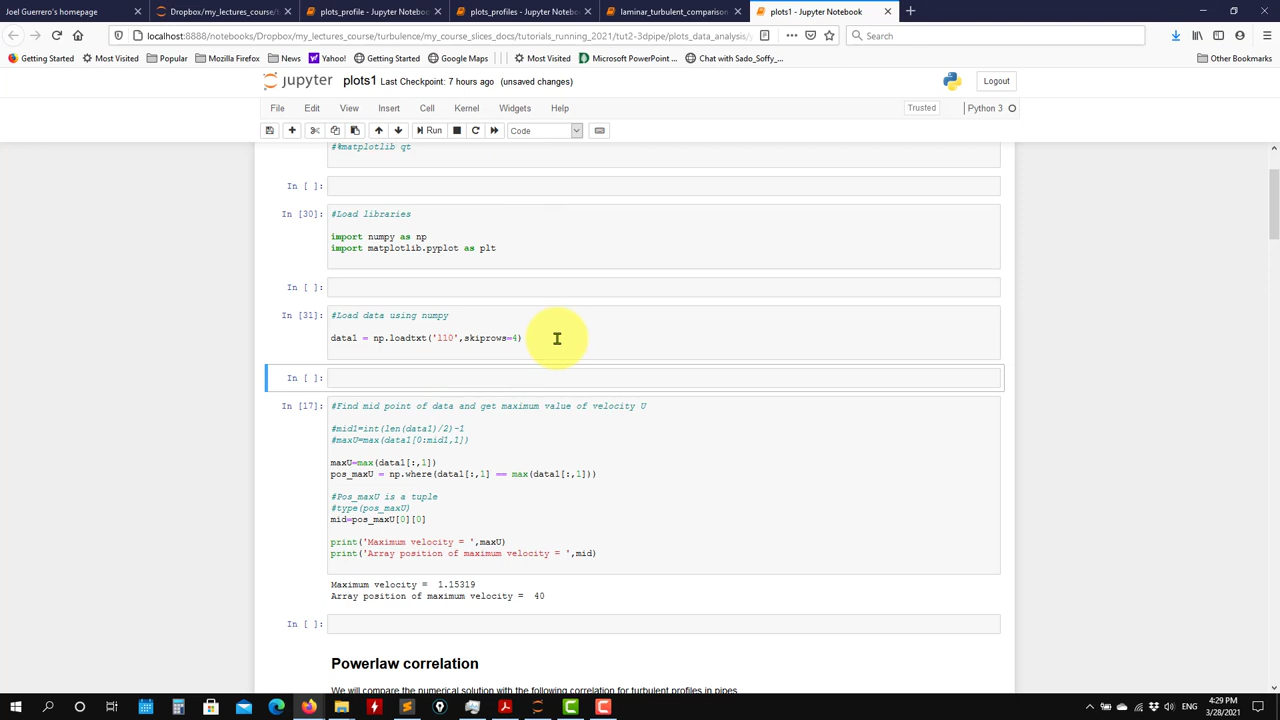 Joel Guerrero's homepage
Dropbox/my_lectures_course/t
plots_profile - Jupyter Notebook
plots_profiles - Jupyter Notebook
laminar_turbulent_comparison
plots1 - Jupyter Notebook
localhost:8888/notebooks/Dropbox/my_lectures_course/turbulence/my_course_slices_docs/tutorials_running_2021/tut2-3dpipe/plots_data_analysis/
Search
Getting Started
Most Visited
Popular
Mozilla Firefox
News
Yahoo!
Getting Started
Google Maps
Most Visited
Microsoft PowerPoint ...
Chat with Sado_Soffy_...
Other Bookmarks
jupyter plots1 Last Checkpoint: 7 hours ago (unsaved changes)
Logout
File Edit View Insert Cell Kernel Widgets Help
Trusted
Python 3
Run
Code
#%matplotlib qt
In [ ]:
In [30]: #Load libraries
import numpy as np
import matplotlib.pyplot as plt
In [ ]:
In [31]: #Load data using numpy
data1 = np.loadtxt('l10',skiprows=4)
In [ ]:
In [17]: #Find mid point of data and get maximum value of velocity U
#mid1=int(len(data1)/2)-1
#maxU=max(data1[0:mid1,1])
maxU=max(data1[:,1])
pos_maxU = np.where(data1[:,1] == max(data1[:,1]))
#Pos_maxU is a tuple
#type(pos_maxU)
mid=pos_maxU[0][0]
print('Maximum velocity = ',maxU)
print('Array position of maximum velocity = ',mid)
Maximum velocity =  1.15319
Array position of maximum velocity =  40
In [ ]:
Powerlaw correlation
We will compare the numerical solution with the following correlation for turbulent profiles in pipes
ENG
4:29 PM
3/28/2021